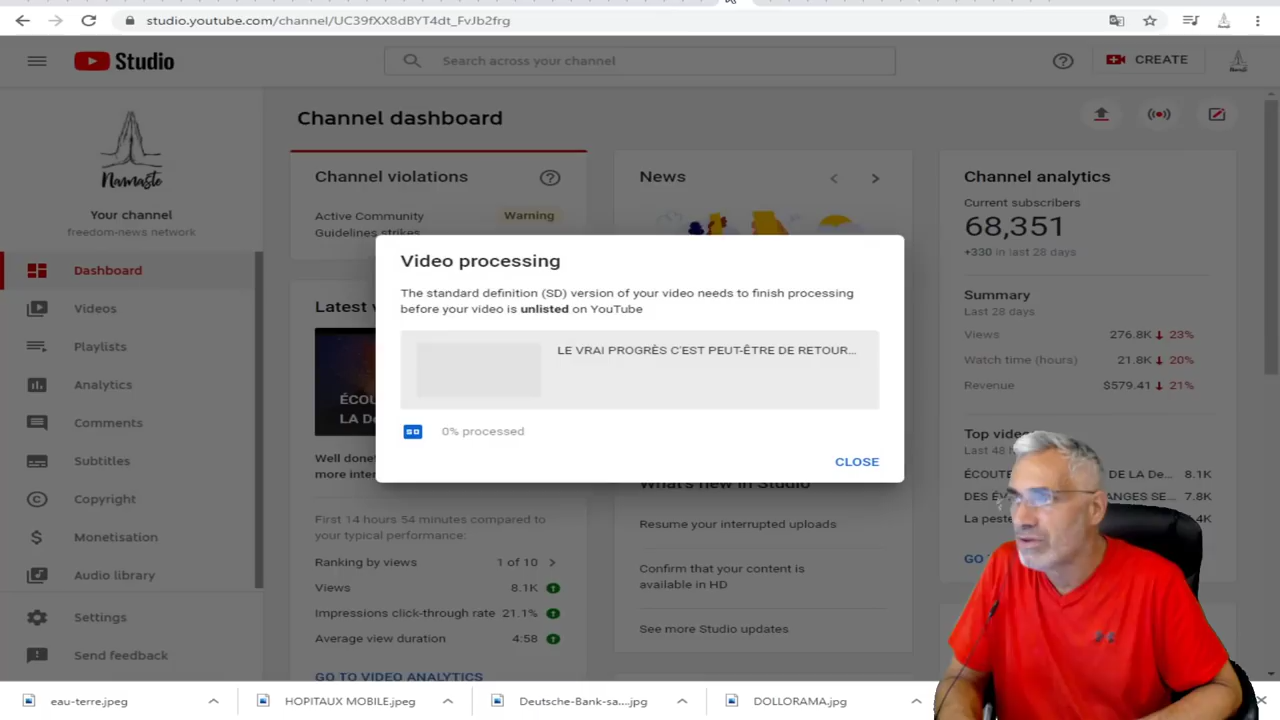 studio.youtube.com/channel/UC39fXX8dBYT4dt_FvJb2frg
Studio
Search across your channel
CREATE
Namaste
Your channel
freedom-news network
Dashboard
Videos
Playlists
Analytics
Comments
Subtitles
Copyright
Monetisation
Audio library
Settings
Send feedback
Channel dashboard
Channel violations
Active Community
Guidelines strikes
Warning
Latest v
ÉCOU
LA De
Well done!
more inter
First 14 hours 54 minutes compared to
your typical performance:
Ranking by views 1 of 10
Views 8.1K
Impressions click-through rate 21.1%
Average view duration 4:58
GO TO VIDEO ANALYTICS
News
Video processing
The standard definition (SD) version of your video needs to finish processing
before your video is unlisted on YouTube
LE VRAI PROGRÈS C'EST PEUT-ÊTRE DE RETOUR...
SD 0% processed
CLOSE
What's new in Studio
Resume your interrupted uploads
Confirm that your content is
available in HD
See more Studio updates
Channel analytics
Current subscribers
68,351
+330 in last 28 days
Summary
Last 28 days
Views 276.8K 23%
Watch time (hours) 21.8K 20%
Revenue $579.41 21%
Top video
Last 48 h
ÉCOUTE DE LA De... 8.1K
DES ÉV ANGES SE... 7.8K
La peste .4K
GO T
eau-terre.jpeg
HOPITAUX MOBILE.jpeg
Deutsche-Bank-sa....jpg
DOLLORAMA.jpg